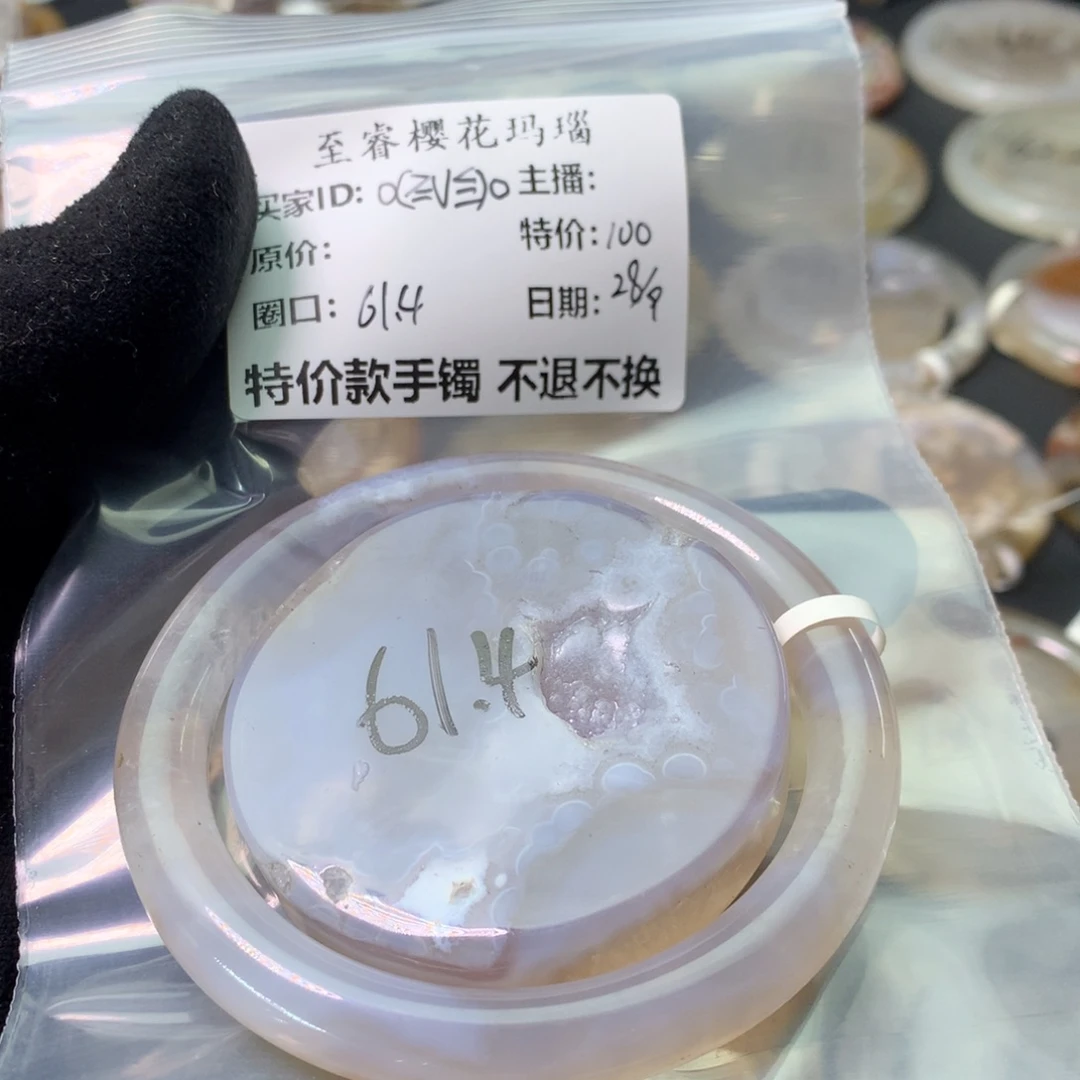 至睿樱花玛瑙
买家ID: o(≧v≦)o 主播:
原价: 特价: 100
圈口: 61.4 日期: 28/9
特价款手镯 不退不换
61.4